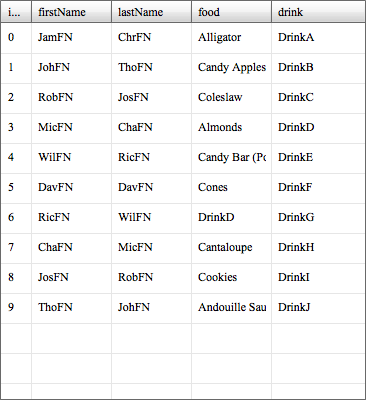 i... firstName lastName food drink
0 JamFN ChrFN Alligator DrinkA
1 JohFN ThoFN Candy Apples DrinkB
2 RobFN JosFN Coleslaw DrinkC
3 MicFN ChaFN Almonds DrinkD
4 WilFN RicFN Candy Bar (Po DrinkE
5 DavFN DavFN Cones DrinkF
6 RicFN WilFN DrinkD DrinkG
7 ChaFN MicFN Cantaloupe DrinkH
8 JosFN RobFN Cookies DrinkI
9 ThoFN JohFN Andouille Sau DrinkJ